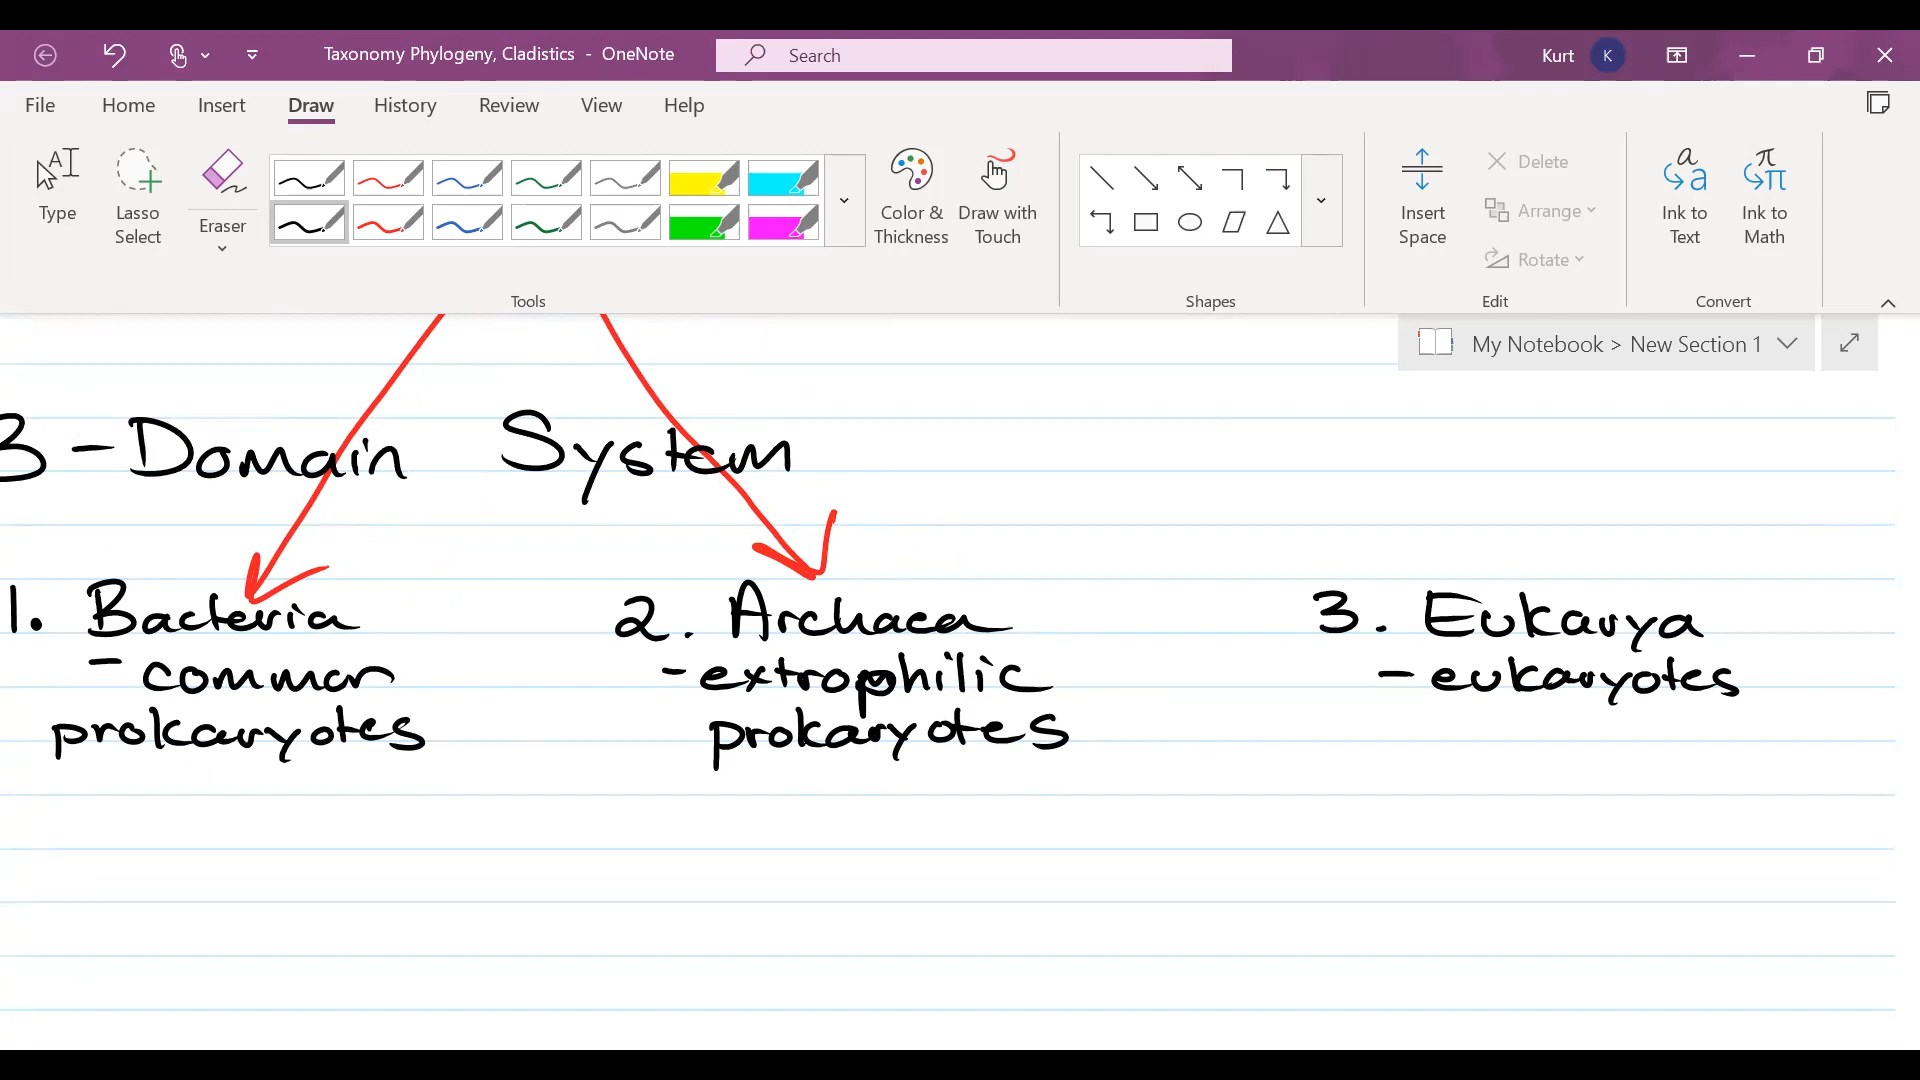 Taxonomy Phylogeny, Cladistics - OneNote
Search
Kurt K
File Home Insert Draw History Review View Help
Type
Lasso Select
Eraser
Color & Thickness
Draw with Touch
Insert Space
Delete
Arrange
Rotate
Ink to Text
Ink to Math
Tools
Shapes
Edit
Convert
My Notebook > New Section 1
3 - Domain System
1. Bacteria
- common
prokaryotes
2. Archaea
- extrophilic
prokaryotes
3. Eukarya
- eukaryotes